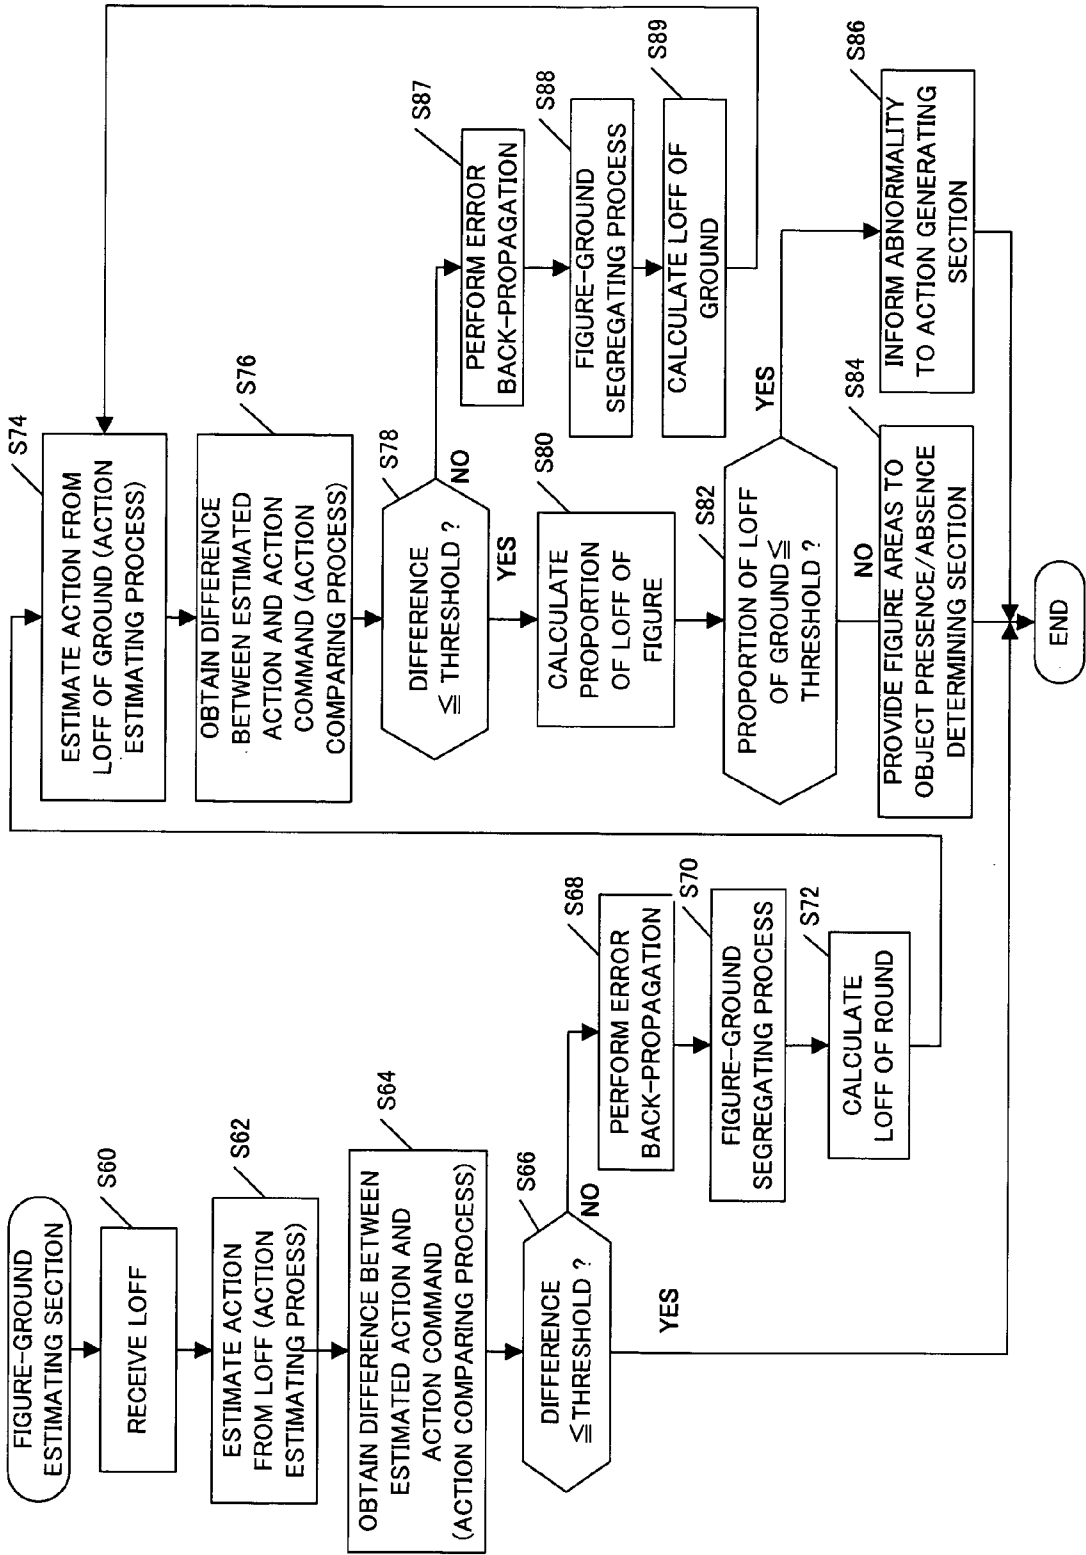 FIGURE-GROUND
ESTIMATING SECTION
S60
RECEIVE LOFF
S62
ESTIMATE ACTION
FROM LOFF (ACTION
ESTIMATING PROESS)
S64
OBTAIN DIFFERENCE BETWEEN
ESTIMATED ACTION AND
ACTION COMMAND
(ACTION COMPARING PROCESS)
S66
DIFFERENCE
≦THRESHOLD ?
NO
YES
S68
PERFORM ERROR
BACK-PROPAGATION
S70
FIGURE-GROUND
SEGREGATING PROCESS
S72
CALCULATE
LOFF OF ROUND
S74
ESTIMATE ACTION FROM
LOFF OF GROUND (ACTION
ESTIMATING PROCESS)
S76
OBTAIN DIFFERENCE
BETWEEN ESTIMATED
ACTION AND ACTION
COMMAND (ACTION
COMPARING PROCESS)
S78
DIFFERENCE
≦ THRESHOLD ?
NO
YES
S80
CALCULATE
PROPORTION
OF LOFF OF
FIGURE
S82
PROPORTION OF LOFF
OF GROUND≦
THRESHOLD ?
YES
NO
S84
PROVIDE FIGURE AREAS TO
OBJECT PRESENCE/ABSENCE
DETERMINING SECTION
S86
INFORM ABNORMALITY
TO ACTION GENERATING
SECTION
S87
PERFORM ERROR
BACK-PROPAGATION
S88
FIGURE-GROUND
SEGREGATING PROCESS
S89
CALCULATE LOFF OF
GROUND
END